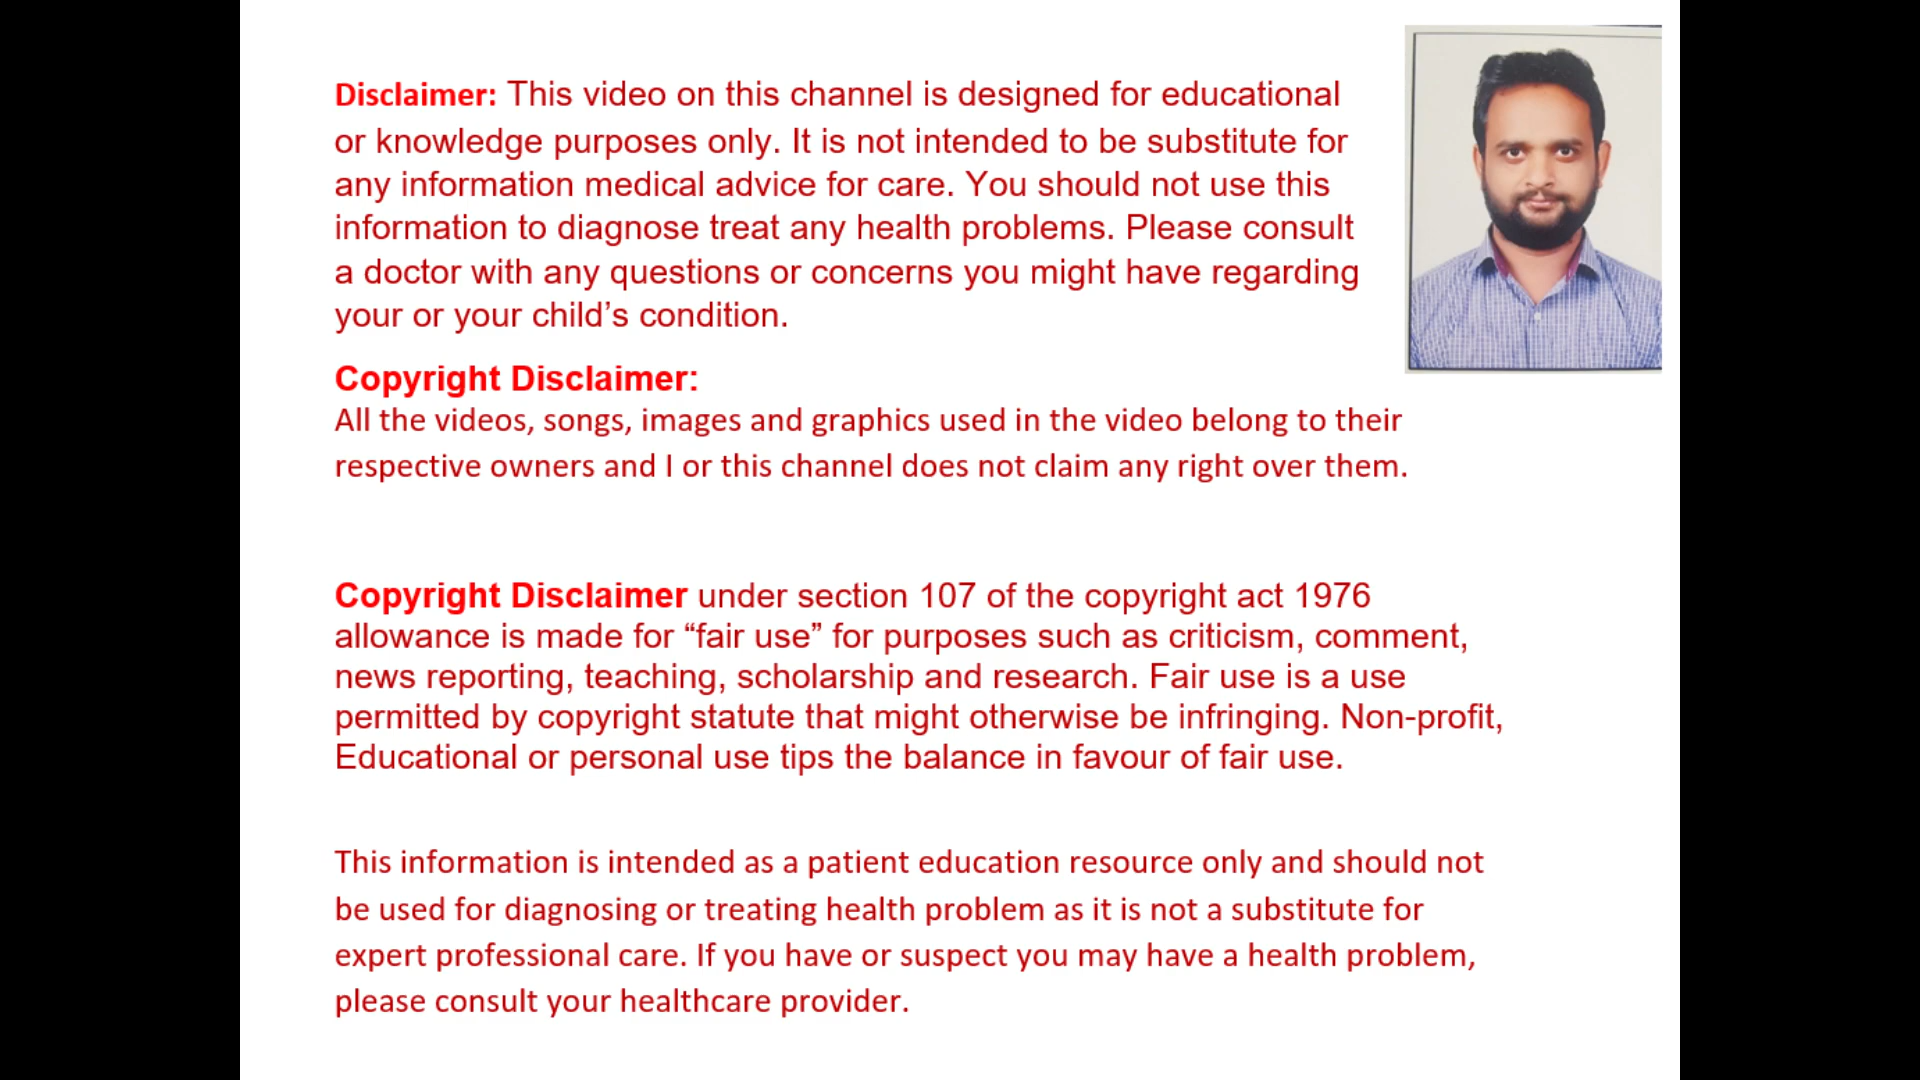 Disclaimer: This video on this channel is designed for educational
or knowledge purposes only. It is not intended to be substitute for
any information medical advice for care. You should not use this
information to diagnose treat any health problems. Please consult
a doctor with any questions or concerns you might have regarding
your or your child’s condition.
Copyright Disclaimer:
All the videos, songs, images and graphics used in the video belong to their
respective owners and I or this channel does not claim any right over them.
Copyright Disclaimer under section 107 of the copyright act 1976
allowance is made for “fair use” for purposes such as criticism, comment,
news reporting, teaching, scholarship and research. Fair use is a use
permitted by copyright statute that might otherwise be infringing. Non-profit,
Educational or personal use tips the balance in favour of fair use.
This information is intended as a patient education resource only and should not
be used for diagnosing or treating health problem as it is not a substitute for
expert professional care. If you have or suspect you may have a health problem,
please consult your healthcare provider.